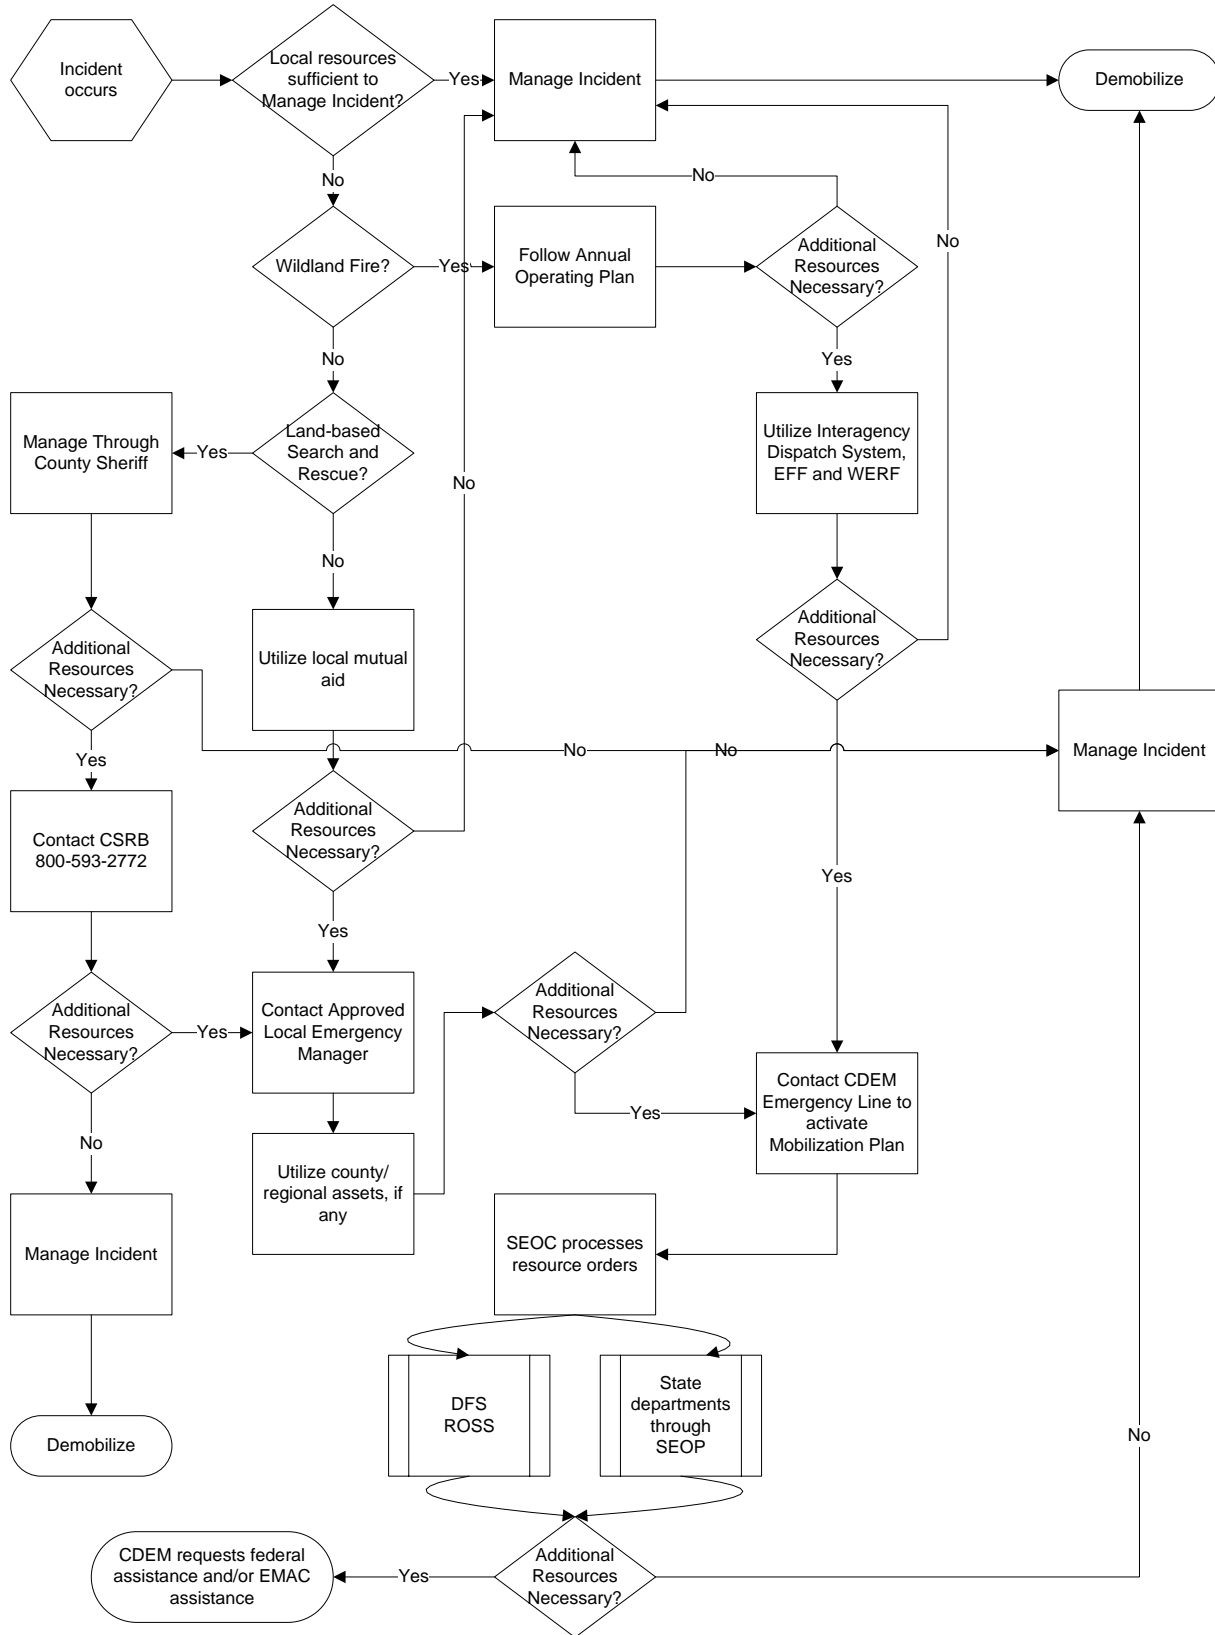 Incident
occurs
Local resources
sufficient to
Manage Incident?
Yes
Manage Incident
Demobilize
No
No
Wildland Fire?
Yes
Follow Annual
Operating Plan
Additional
Resources
Necessary?
No
No
Yes
Manage Through
County Sheriff
Yes
Land-based
Search and
Rescue?
No
Utilize Interagency
Dispatch System,
EFF and WERF
No
Additional
Resources
Necessary?
Utilize local mutual
aid
Additional
Resources
Necessary?
Yes
No
No
Manage Incident
Contact CSRB
800-593-2772
Additional
Resources
Necessary?
Yes
Yes
Additional
Resources
Necessary?
Yes
Contact Approved
Local Emergency
Manager
Additional
Resources
Necessary?
Yes
Contact CDEM
Emergency Line to
activate
Mobilization Plan
No
Utilize county/
regional assets, if
any
Manage Incident
SEOC processes
resource orders
DFS
ROSS
State
departments
through
SEOP
No
Demobilize
CDEM requests federal
assistance and/or EMAC
assistance
Yes
Additional
Resources
Necessary?